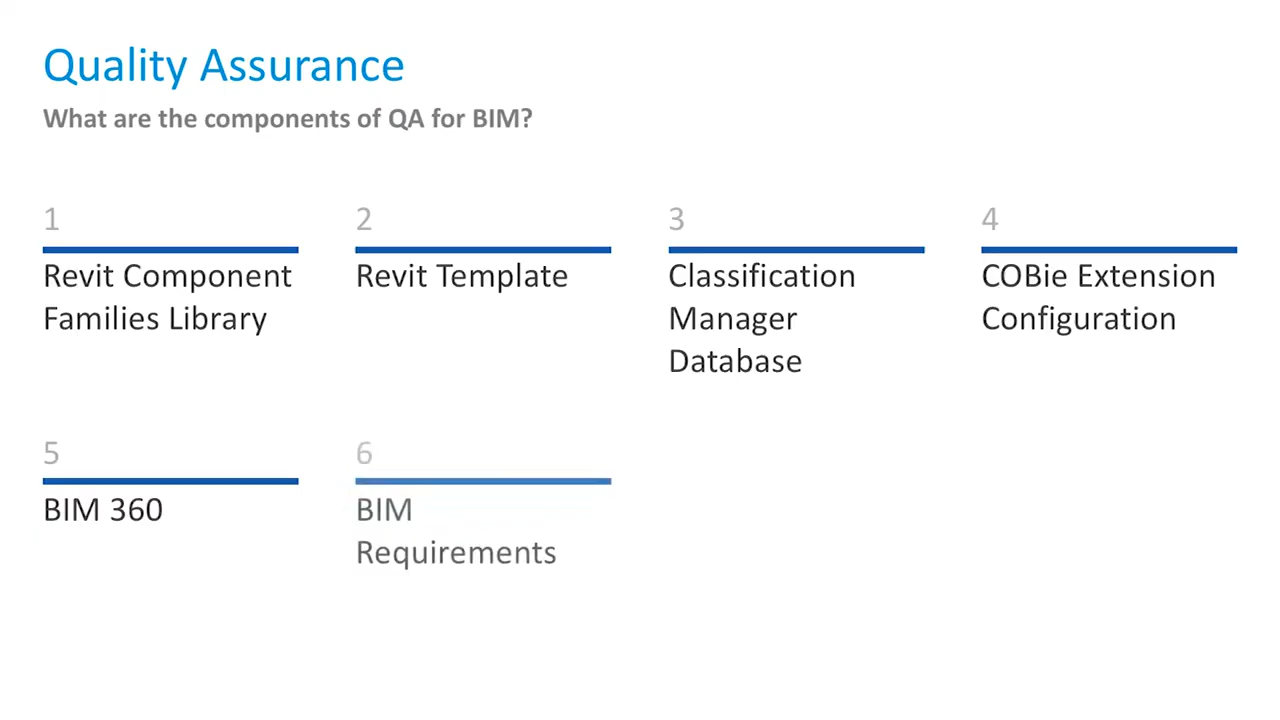 Quality Assurance
What are the components of QA for BIM?
1
Revit Component
Families Library
2
Revit Template
3
Classification
Manager
Database
4
COBie Extension
Configuration
5
BIM 360
6
BIM
Requirements